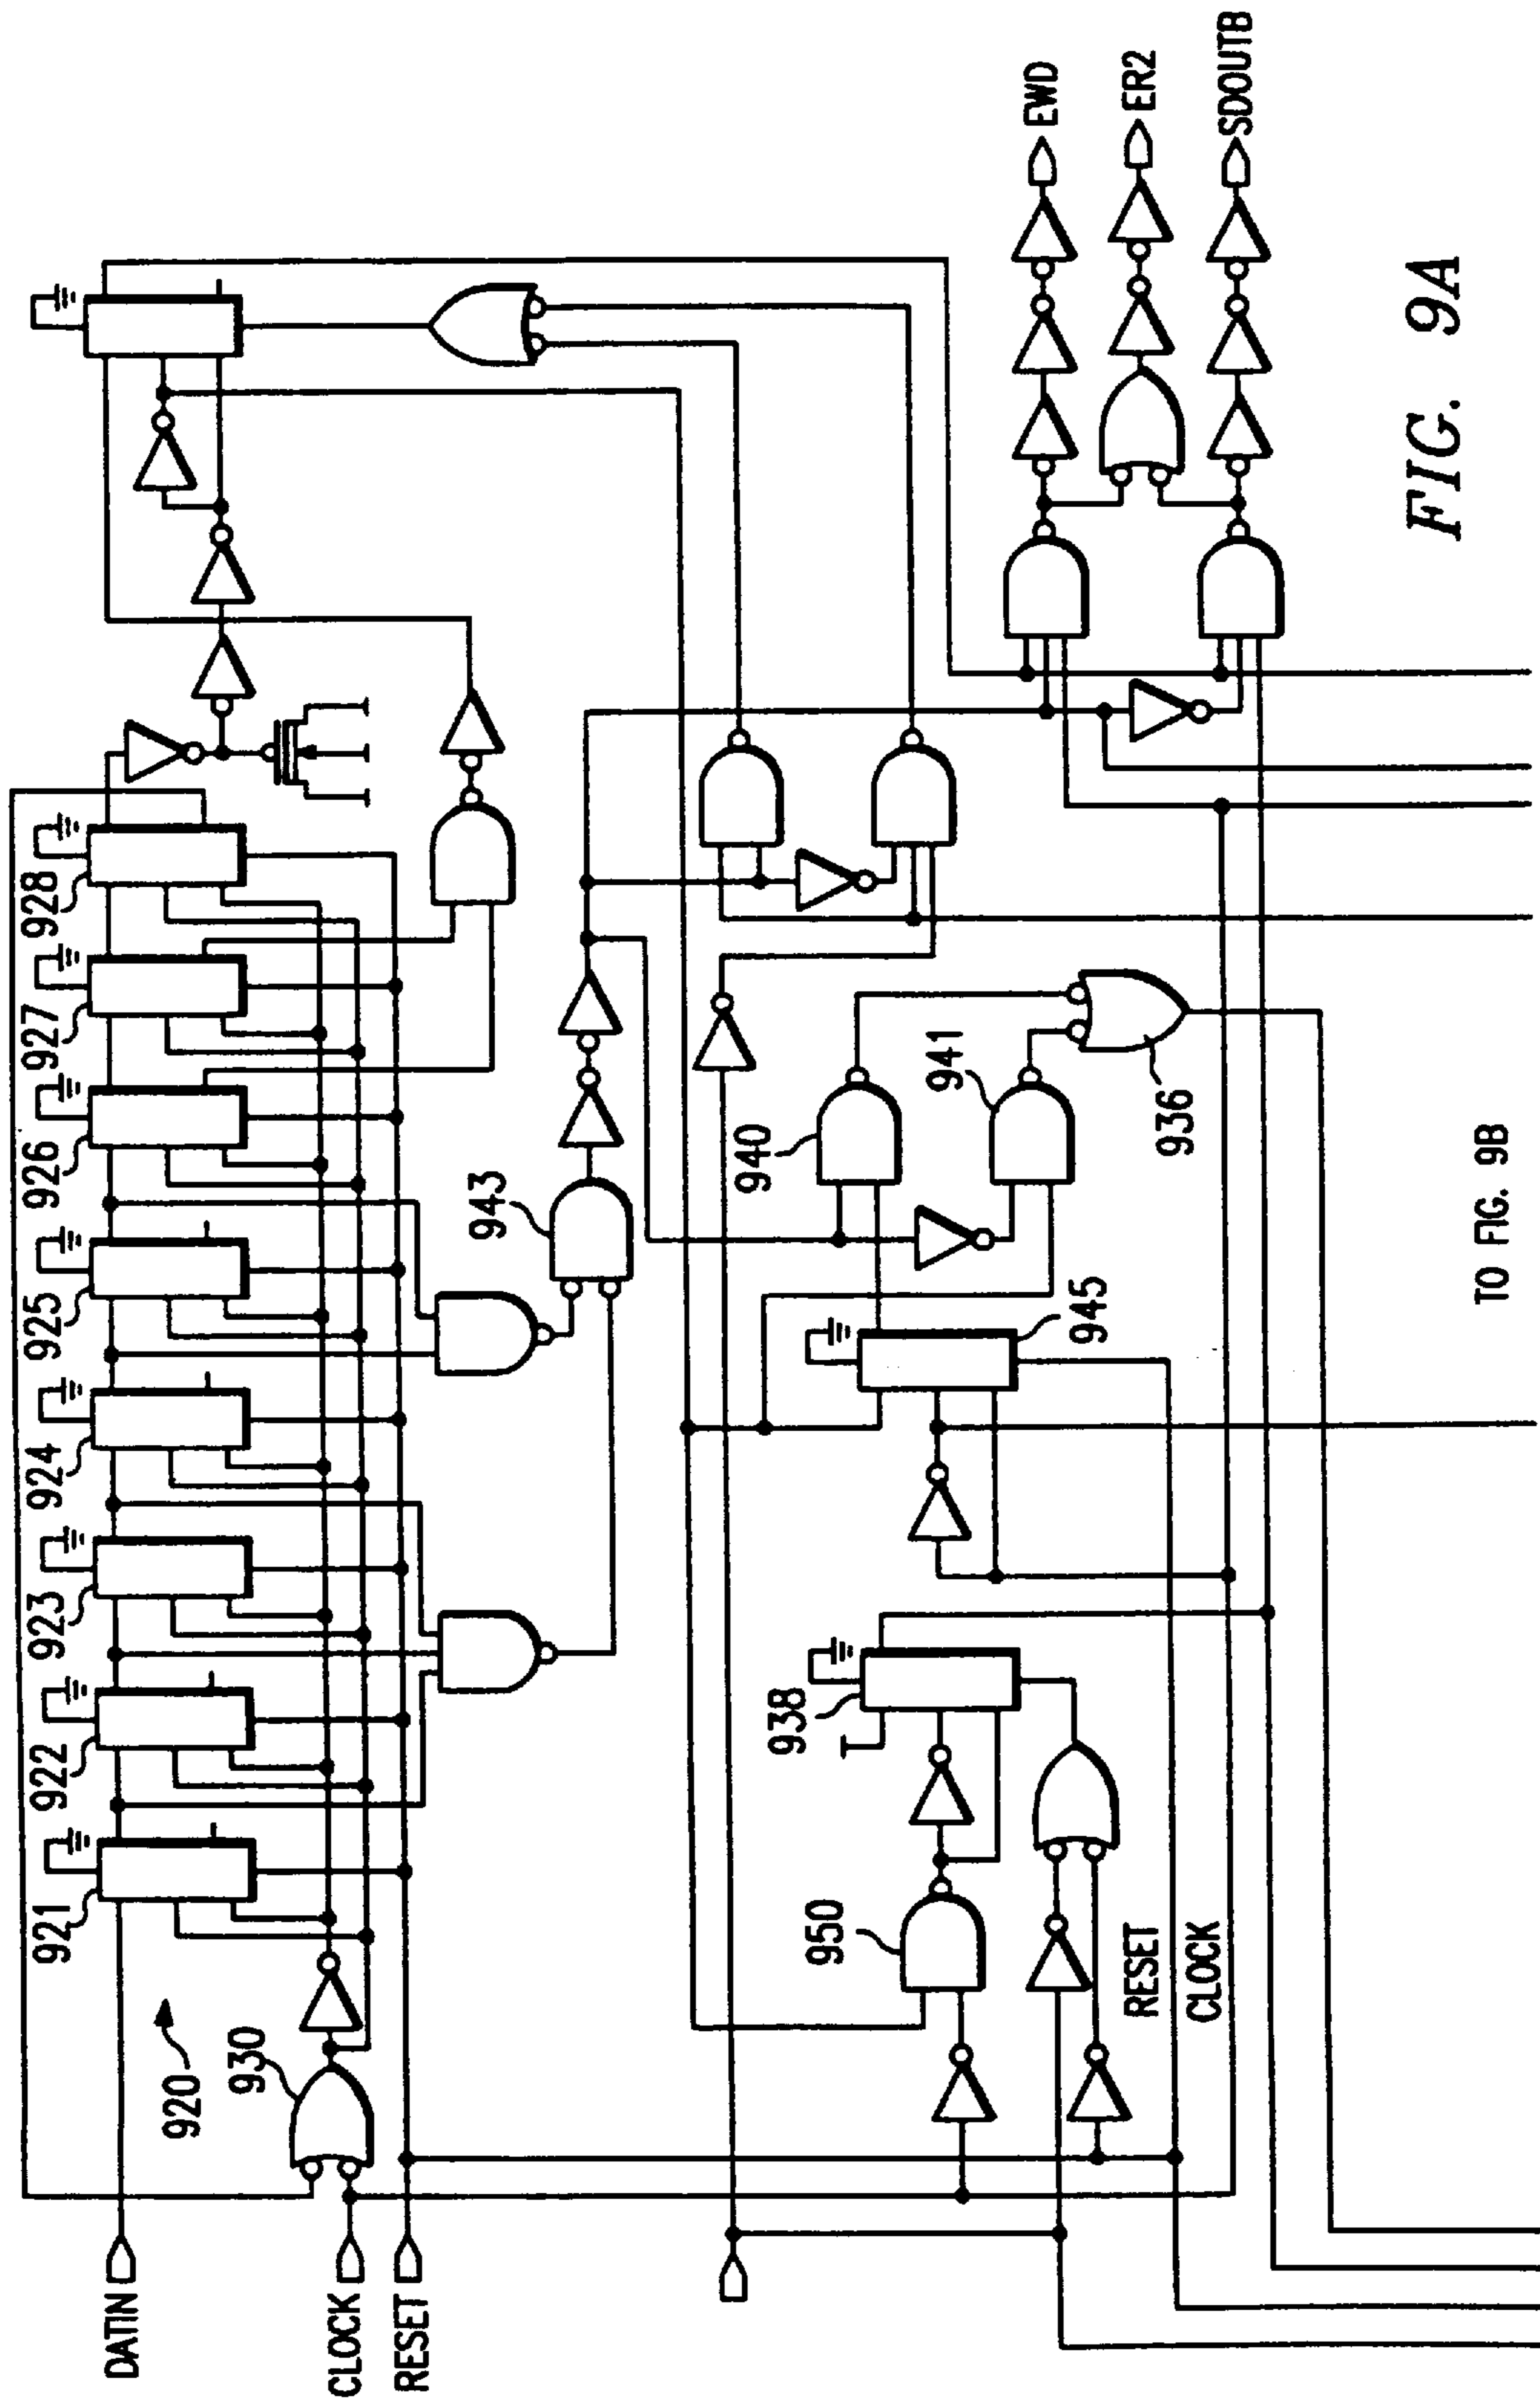 DATIN
CLOCK
RESET
920
930
921
922
923
924
925
926
927
928
943
950
938
945
940
941
936
RESET
CLOCK
EWD
ER2
SDOUTB
TO FIG. 9B
FIG. 9A